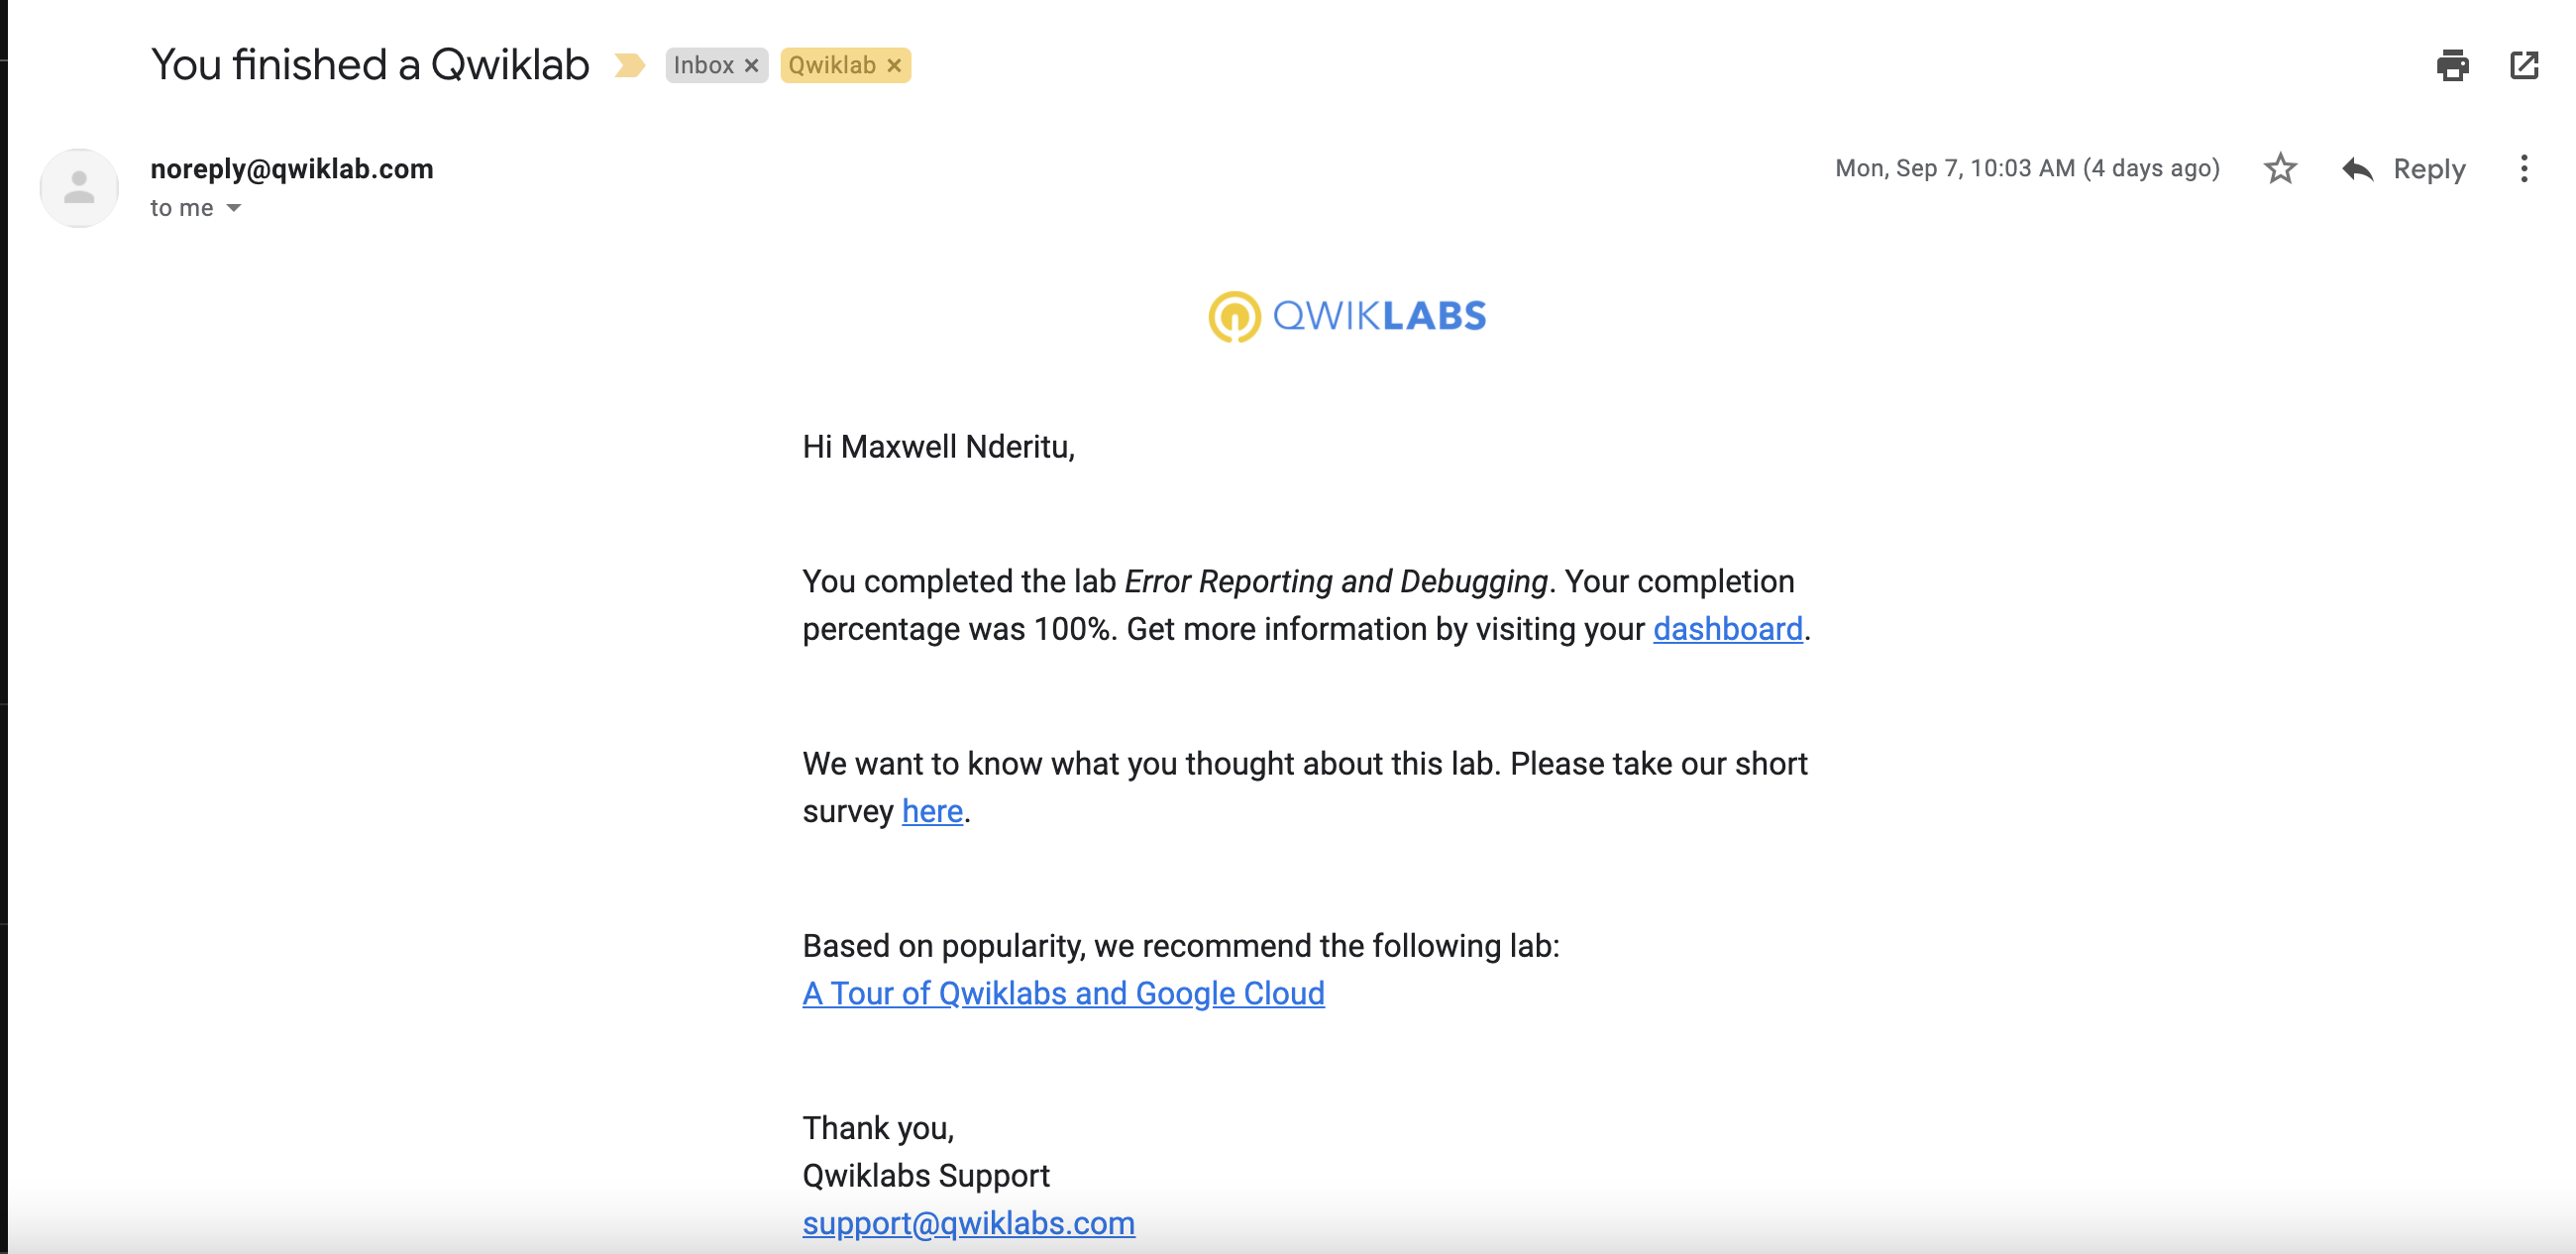 You finished a Qwiklab Inbox × Qwiklab ×
noreply@qwiklab.com Mon, Sep 7, 10:03 AM (4 days ago) Reply
to me
QWIKLABS
Hi Maxwell Nderitu,
You completed the lab Error Reporting and Debugging. Your completion
percentage was 100%. Get more information by visiting your dashboard.
We want to know what you thought about this lab. Please take our short
survey here.
Based on popularity, we recommend the following lab:
A Tour of Qwiklabs and Google Cloud
Thank you,
Qwiklabs Support
support@qwiklabs.com